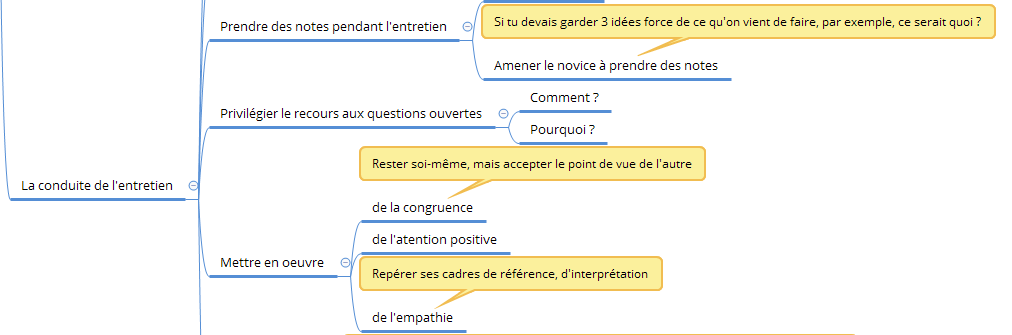 Prendre des notes pendant l'entretien
Si tu devais garder 3 idées force de ce qu'on vient de faire, par exemple, ce serait quoi ?
Amener le novice à prendre des notes
Privilégier le recours aux questions ouvertes
Comment ?
Pourquoi ?
La conduite de l'entretien
Rester soi-même, mais accepter le point de vue de l'autre
de la congruence
de l'atention positive
Mettre en oeuvre
Repérer ses cadres de référence, d'interprétation
de l'empathie